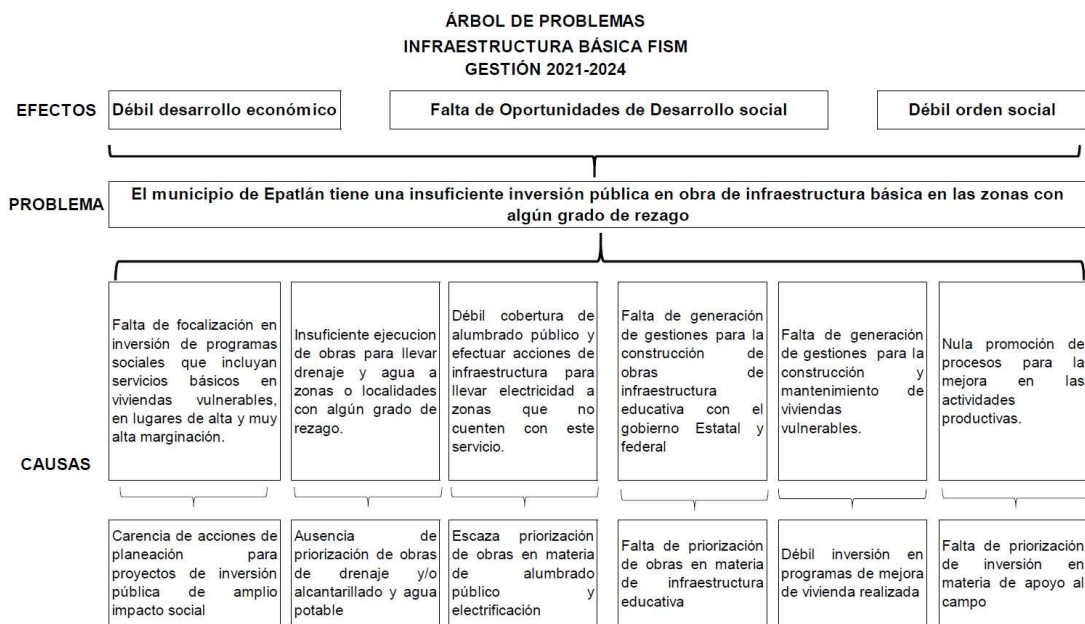 ÁRBOL DE PROBLEMAS
INFRAESTRUCTURA BÁSICA FISM
GESTIÓN 2021-2024
EFECTOS
Débil desarrollo económico
Falta de Oportunidades de Desarrollo social
Débil orden social
PROBLEMA
El municipio de Epatlán tiene una insuficiente inversión pública en obra de infraestructura básica en las zonas con
algún grado de rezago
CAUSAS
Falta de focalización en
inversión de programas
sociales que incluyan
servicios básicos en
viviendas vulnerables,
en lugares de alta y muy
alta marginación.
Insuficiente ejecucion
de obras para llevar
drenaje y agua a
zonas o localidades
con algún grado de
rezago.
Débil cobertura de
alumbrado público y
efectuar acciones de
infraestructura para
llevar electricidad a
zonas que no
cuenten con este
servicio.
Falta de generación
de gestiones para la
construcción de
obras de
infraestructura
educativa con el
gobierno Estatal y
federal
Falta de generación
de gestiones para la
construcción y
mantenimiento de
viviendas
vulnerables.
Nula promoción de
procesos para la
mejora en las
actividades
productivas.
Carencia de acciones de
planeación para
proyectos de inversión
pública de amplio
impacto social
Ausencia de
priorización de obras
de drenaje y/o
alcantarillado y agua
potable
Escaza priorización
de obras en materia
de alumbrado
público y
electrificación
Falta de priorización
de obras en materia
de infraestructura
educativa
Débil inversión en
programas de mejora
de vivienda realizada
Falta de priorización
de inversión en
materia de apoyo al
campo